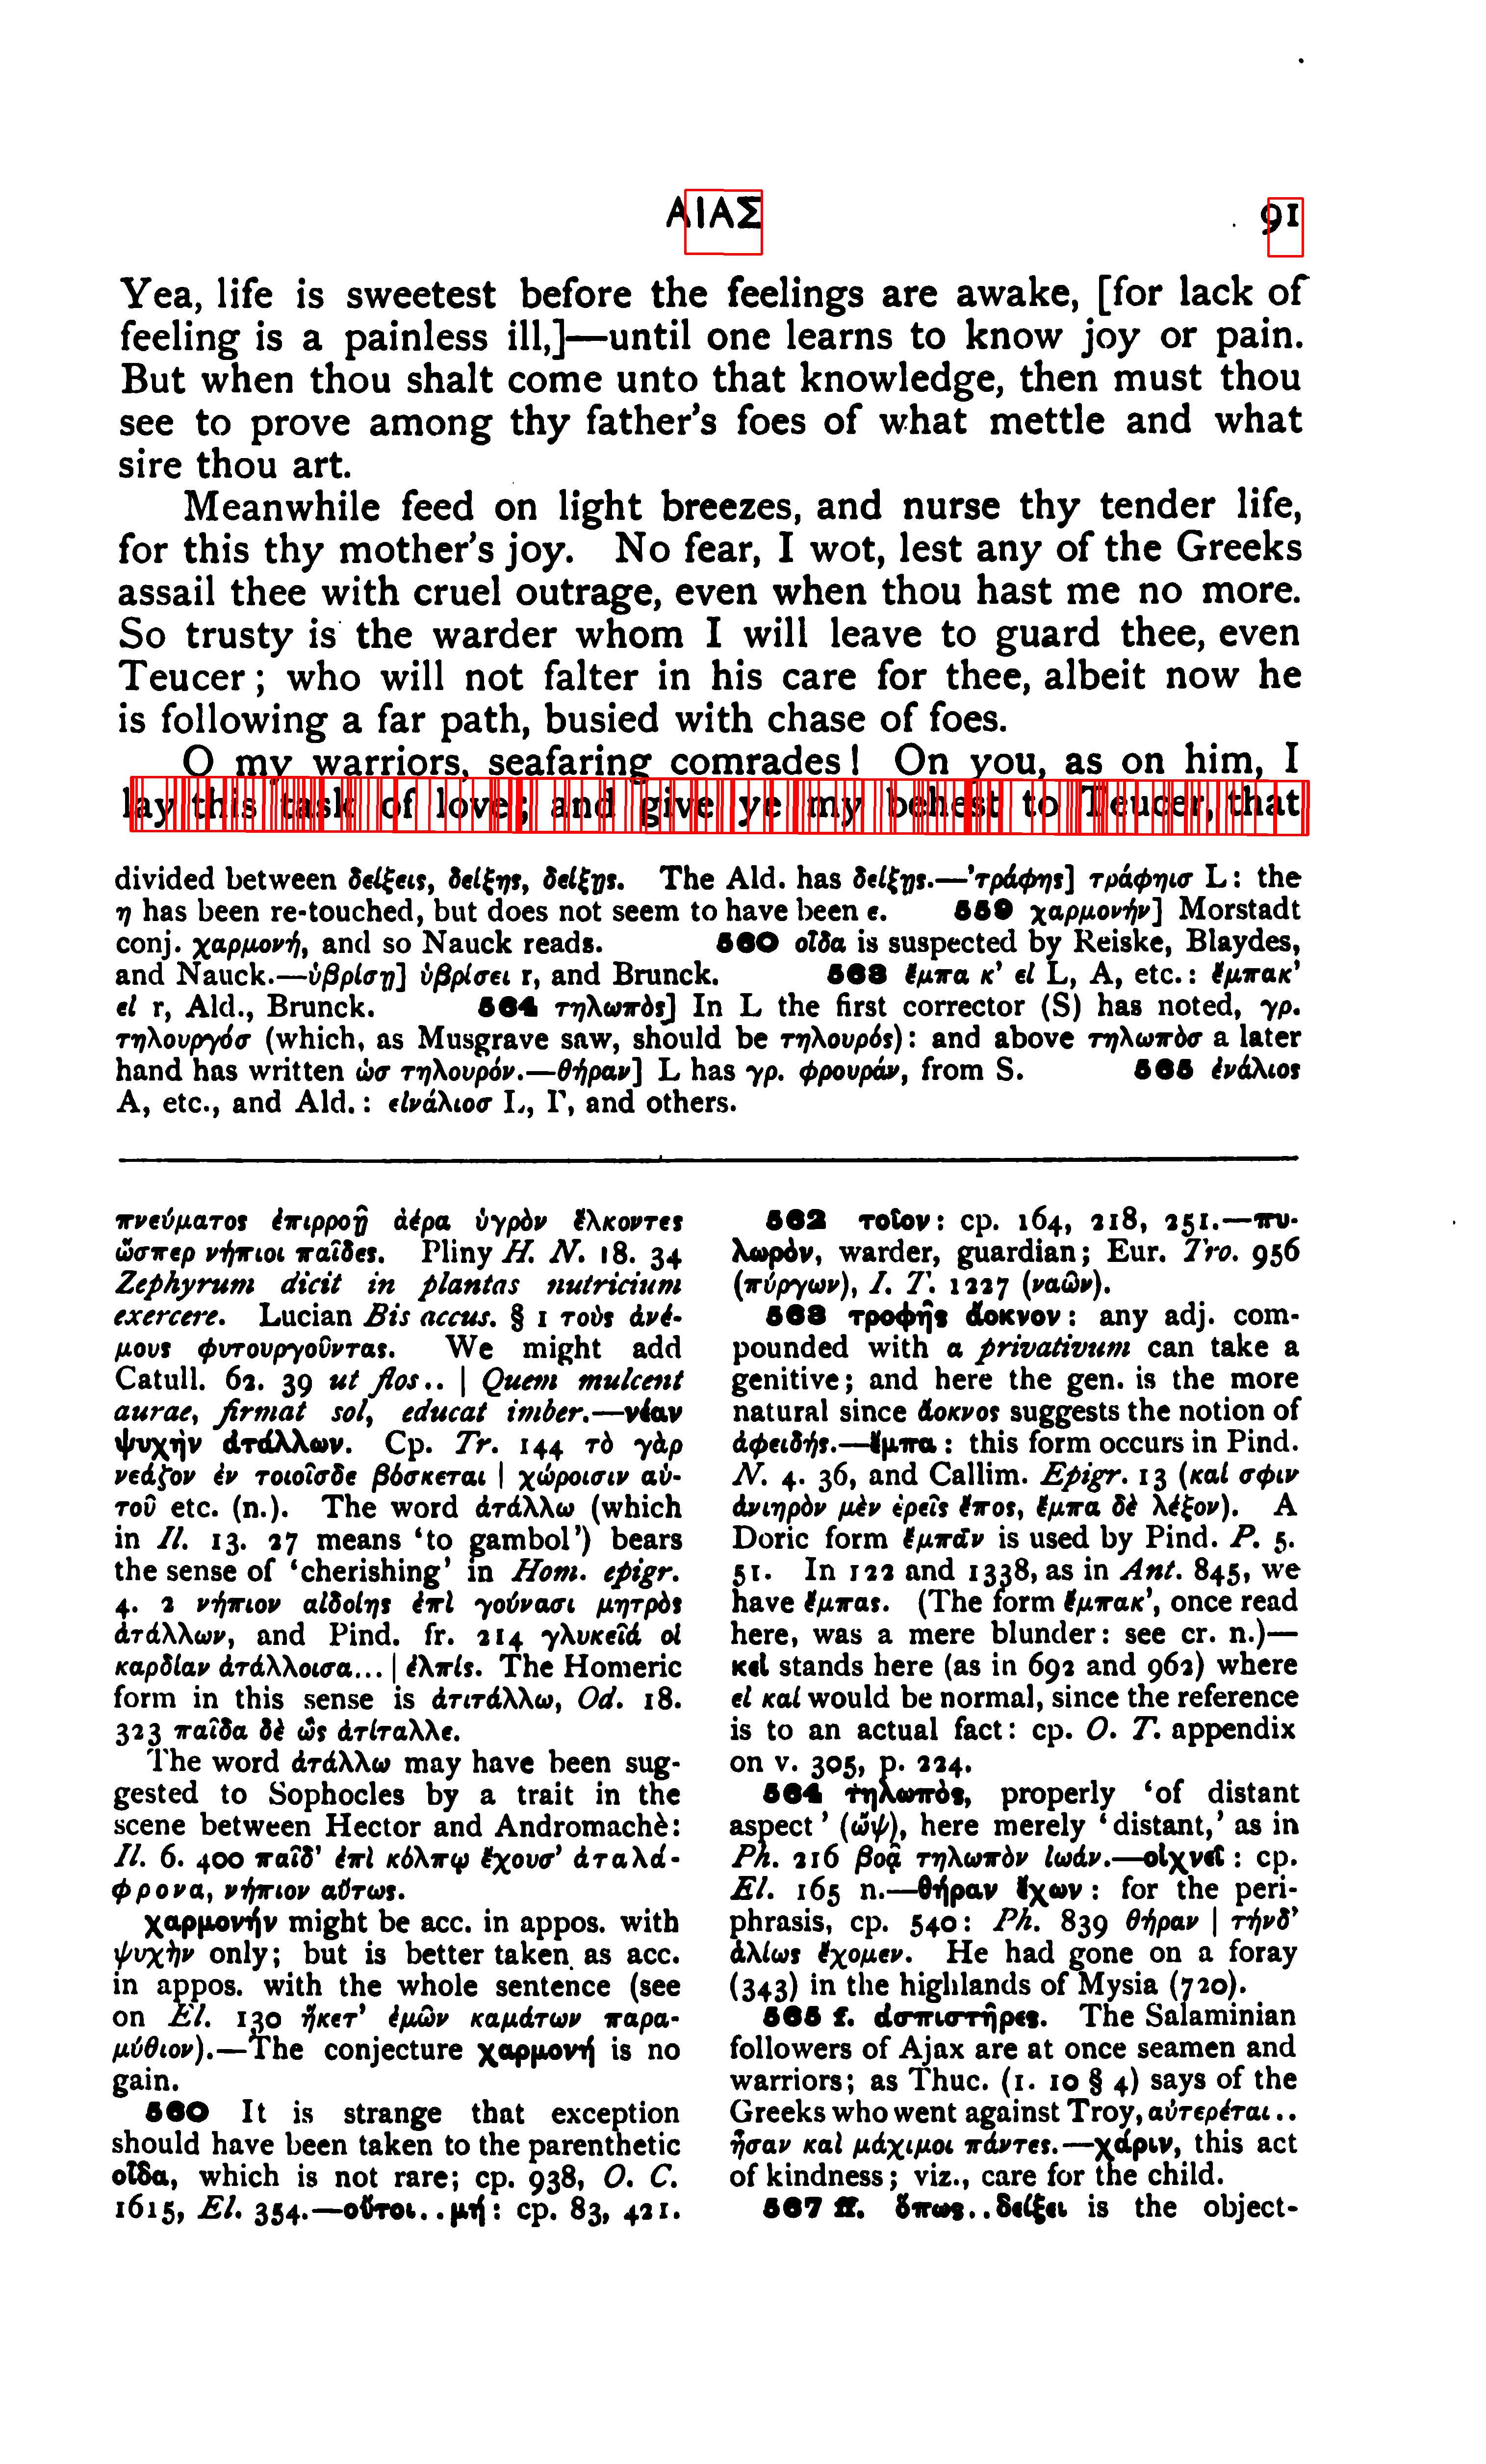 ΑΙΑΣ 91
Yea, life is sweetest before the feelings are awake, [for lack of
feeling is a painless ill,]—until one learns to know joy or pain.
But when thou shalt come unto that knowledge, then must thou
see to prove among thy father's foes of what mettle and what
sire thou art.
Meanwhile feed on light breezes, and nurse thy tender life,
for this thy mother's joy. No fear, I wot, lest any of the Greeks
assail thee with cruel outrage, even when thou hast me no more.
So trusty is the warder whom I will leave to guard thee, even
Teucer; who will not falter in his care for thee, albeit now he
is following a far path, busied with chase of foes.
O my warriors, seafaring comrades! On you, as on him, I
lay this task of love; and give ye my behest to Teucer, that
divided between δείξεις, δείξης, δείξῃς. The Ald. has δείξῃς.—'τράφης] τράφηισ L: the
η has been re-touched, but does not seem to have been ε. 559 χαρμονήν] Morstadt
conj. χαρμονή, and so Nauck reads. 560 οἶδα is suspected by Reiske, Blaydes,
and Nauck.—ὑβρίσῃ] ὑβρίσει r, and Brunck. 563 ἔμπα κ' εἰ L, A, etc.: ἔμπακ'
εἰ r, Ald., Brunck. 564 τηλωπὸς] In L the first corrector (S) has noted, γρ.
τηλουργόσ (which, as Musgrave saw, should be τηλουρός): and above τηλωπὸσ a later
hand has written ὡσ τηλουρόν.—θήραν] L has γρ. φρουράν, from S. 565 ἐνάλιος
A, etc., and Ald.: εἰνάλιοσ L, Γ, and others.
πνεύματος ἐπιρροῇ ἀέρα ὑγρὸν ἕλκοντες
ὥσπερ νήπιοι παῖδες. Pliny H. N. 18. 34
Zephyrum dicit in plantas nutricium
exercere. Lucian Bis accus. § 1 τοὺς ἀνέ-
μους φυτουργοῦντας. We might add
Catull. 62. 39 ut flos.. | Quem mulcent
aurae, firmat sol, educat imber.—νέαν
ψυχὴν ἀτάλλων. Cp. Tr. 144 τὸ γὰρ
νεάζον ἐν τοιοῖσδε βόσκεται | χώροισιν αὑ-
τοῦ etc. (n.). The word ἀτάλλω (which
in Il. 13. 27 means 'to gambol') bears
the sense of 'cherishing' in Hom. epigr.
4. 2 νήπιον αἰδοίης ἐπὶ γούνασι μητρὸς
ἀτάλλων, and Pind. fr. 214 γλυκεῖά οἱ
καρδίαν ἀτάλλοισα... | ἐλπίς. The Homeric
form in this sense is ἀτιτάλλω, Od. 18.
323 παῖδα δὲ ὣς ἀτίταλλε.
The word ἀτάλλω may have been sug-
gested to Sophocles by a trait in the
scene between Hector and Andromachè:
Il. 6. 400 παῖδ' ἐπὶ κόλπῳ ἔχουσ' ἀταλά-
φρονα, νήπιον αὔτως.
χαρμονήν might be acc. in appos. with
ψυχὴν only; but is better taken as acc.
in appos. with the whole sentence (see
on El. 130 ἥκετ' ἐμῶν καμάτων παρα-
μύθιον).—The conjecture χαρμονή is no
gain.
560 It is strange that exception
should have been taken to the parenthetic
οἶδα, which is not rare; cp. 938, O. C.
1615, El. 354.—οὔτοι..μή: cp. 83, 421.
562 τοῖον: cp. 164, 218, 251.—πυ-
λωρὸν, warder, guardian; Eur. Tro. 956
(πύργων), I. T. 1227 (ναῶν).
563 τροφῆς ἄοκνον: any adj. com-
pounded with α privativum can take a
genitive; and here the gen. is the more
natural since ἄοκνος suggests the notion of
ἀφειδής.—ἔμπα: this form occurs in Pind.
N. 4. 36, and Callim. Epigr. 13 (καί σφιν
ἀνιηρὸν μὲν ἐρεῖς ἔπος, ἔμπα δὲ λέξον). A
Doric form ἔμπᾱν is used by Pind. P. 5.
51. In 122 and 1338, as in Ant. 845, we
have ἔμπας. (The form ἔμπακ', once read
here, was a mere blunder: see cr. n.)—
κεἰ stands here (as in 692 and 962) where
εἰ καί would be normal, since the reference
is to an actual fact: cp. O. T. appendix
on v. 305, p. 224.
564 τηλωπὸς, properly 'of distant
aspect' (ὤψ), here merely 'distant,' as in
Ph. 216 βοᾷ τηλωπὸν ἰωάν.—οἰχνεῖ: cp.
El. 165 n.—θήραν ἔχων: for the peri-
phrasis, cp. 540: Ph. 839 θήραν | τήνδ'
ἁλίως ἔχομεν. He had gone on a foray
(343) in the highlands of Mysia (720).
565 f. ἀσπιστῆρες. The Salaminian
followers of Ajax are at once seamen and
warriors; as Thuc. (1. 10 § 4) says of the
Greeks who went against Troy, αὐτερέται..
ἦσαν καὶ μάχιμοι πάντες.—χάριν, this act
of kindness; viz., care for the child.
567 ff. ὅπως..δείξει is the object-